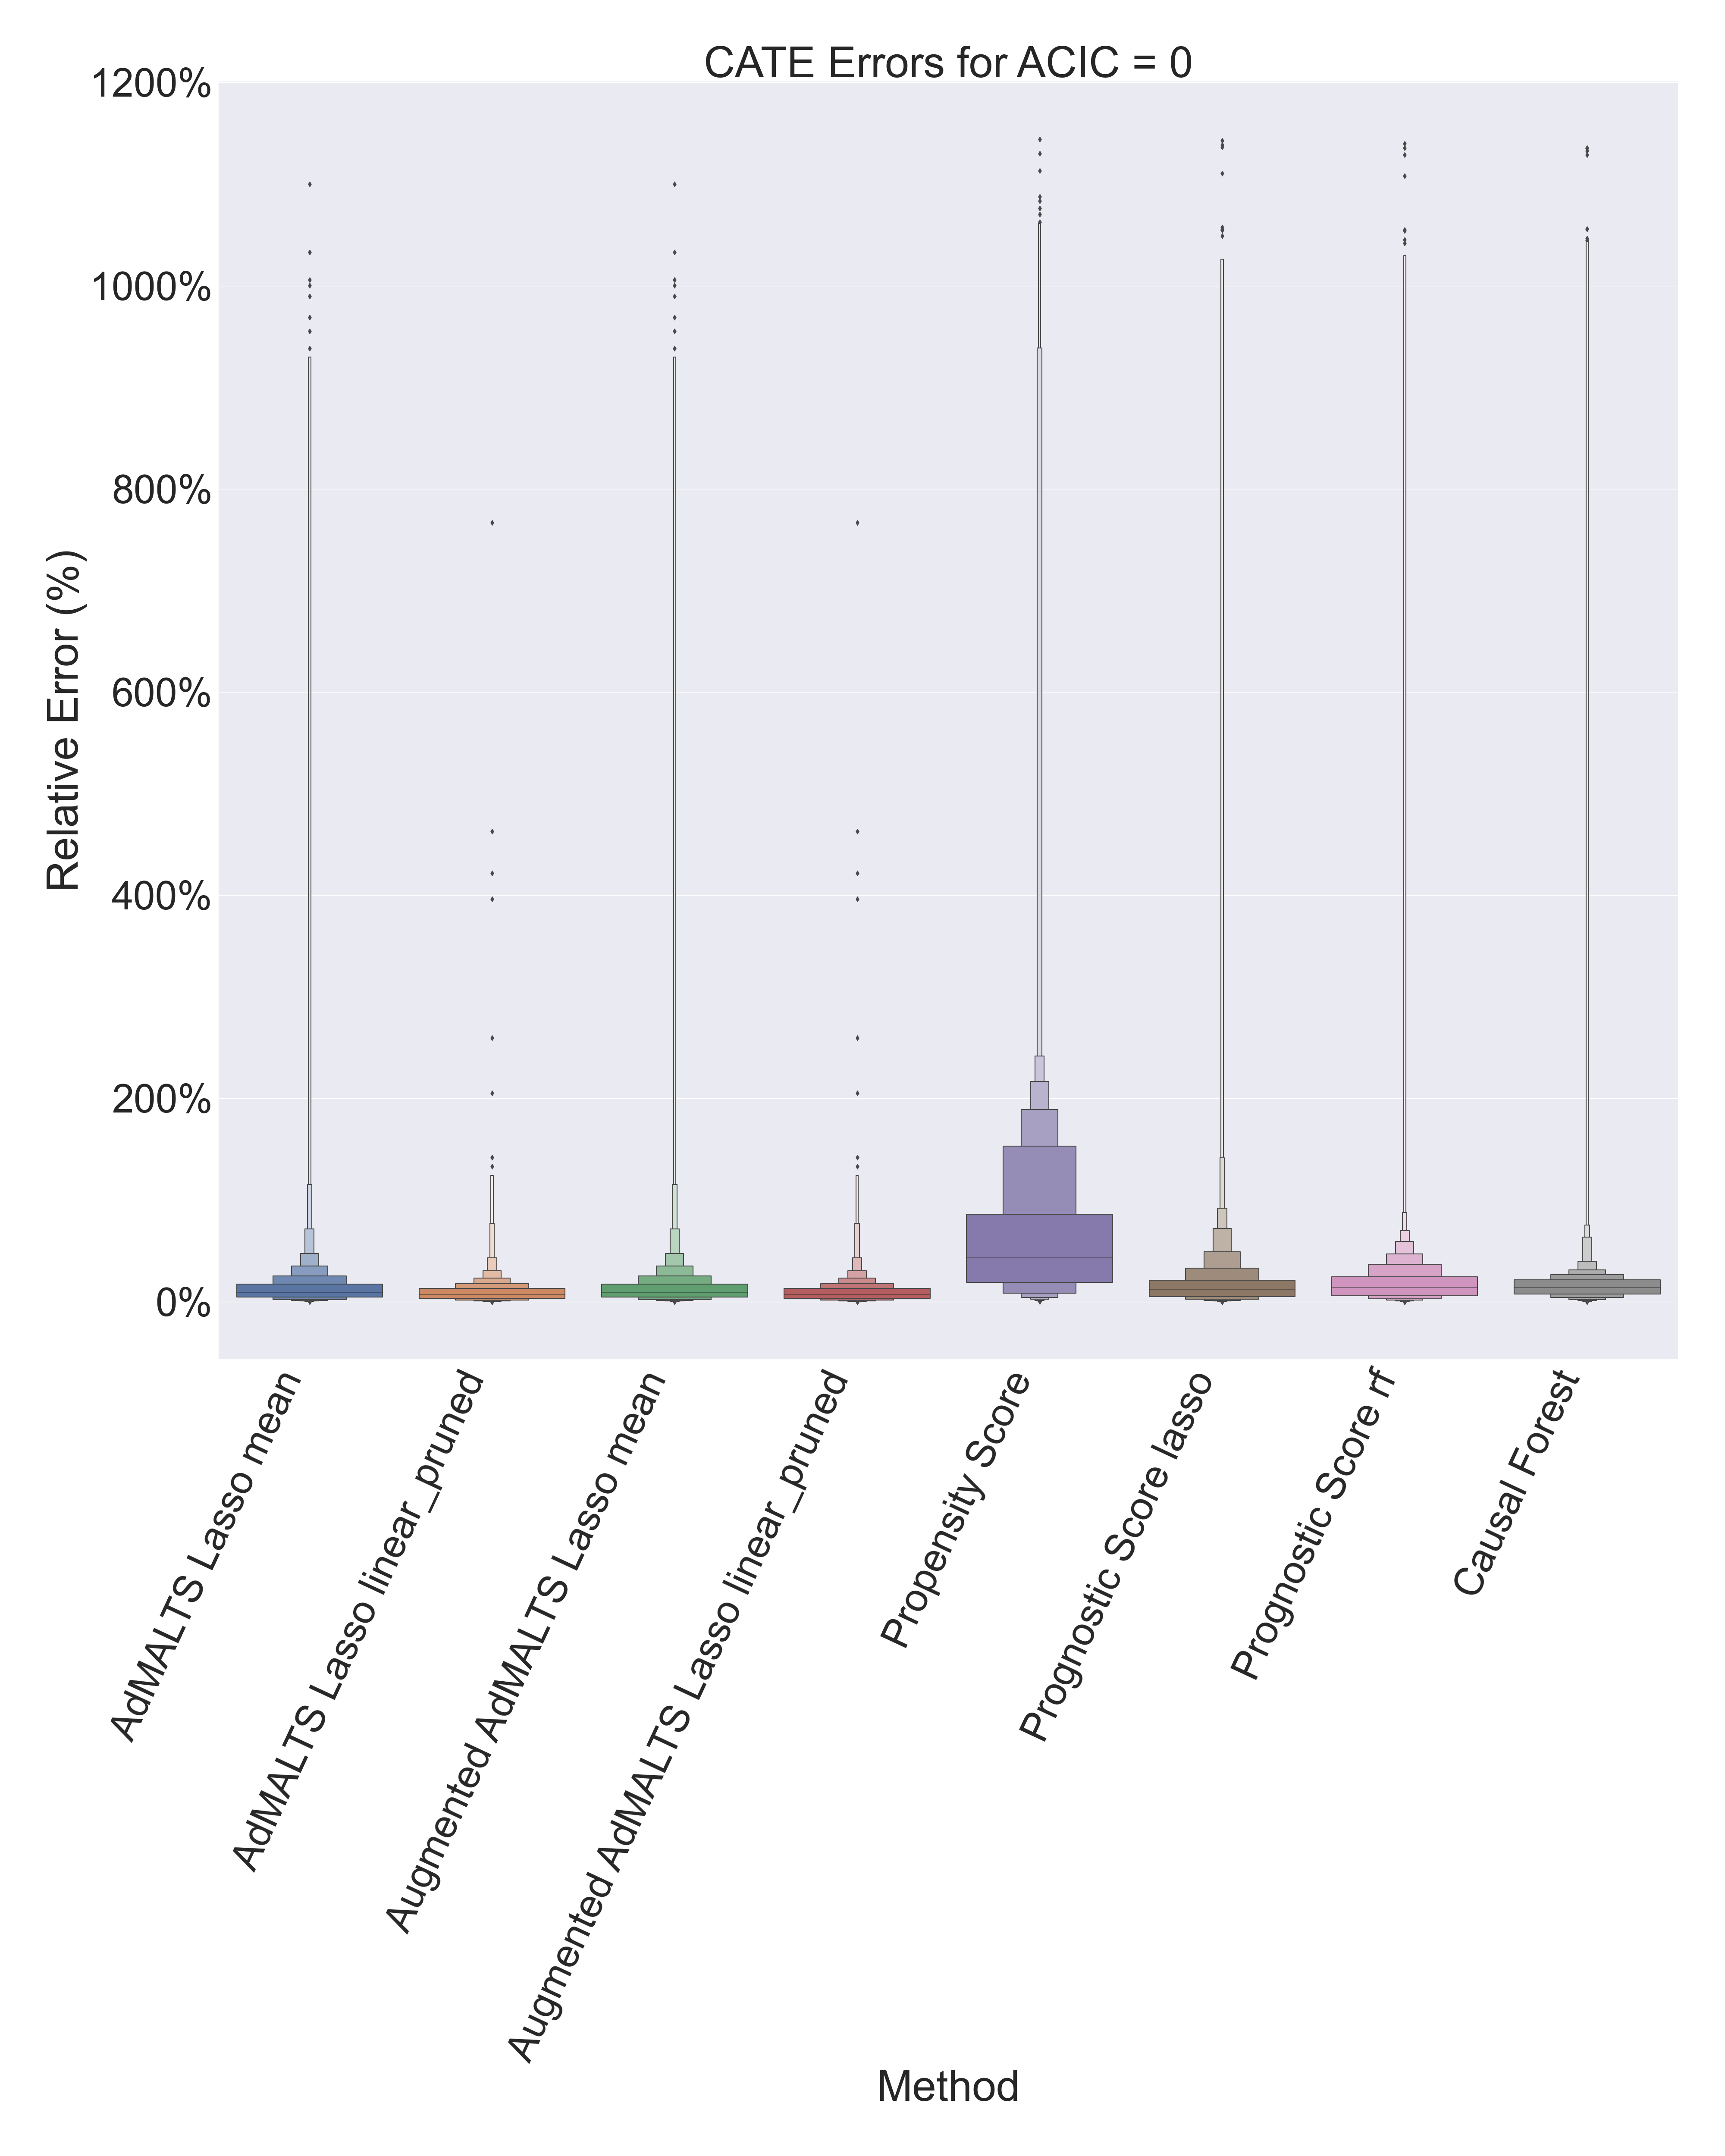 CATE Errors for ACIC = 0
1200%
1000%
800%
600%
400%
200%
0%
Relative Error (%)
AdMALTS Lasso mean
AdMALTS Lasso linear_pruned
Augmented AdMALTS Lasso mean
Augmented AdMALTS Lasso linear_pruned
Propensity Score
Prognostic Score lasso
Prognostic Score rf
Causal Forest
Method